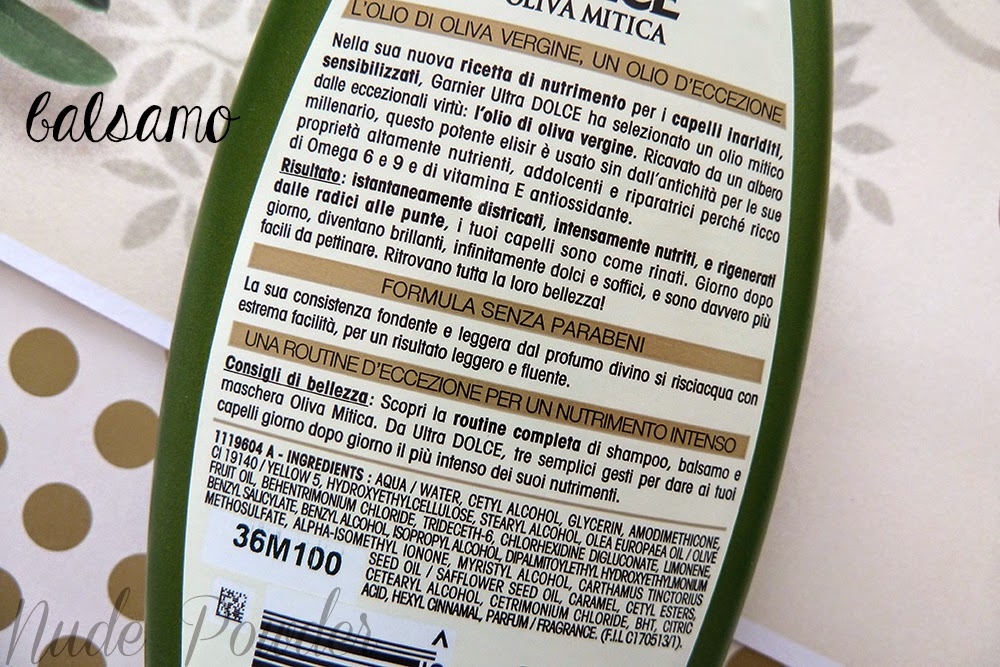 DOLCE
OLIVA MITICA
L'OLIO DI OLIVA VERGINE, UN OLIO D'ECCEZIONE
Nella sua nuova ricetta di nutrimento per i capelli inariditi,
sensibilizzati, Garnier Ultra DOLCE ha selezionato un olio mitico
dalle eccezionali virtù: l'olio di oliva vergine. Ricavato da un albero
millenario, questo potente elisir è usato sin dall'antichità per le sue
proprietà altamente nutrienti, addolcenti e riparatrici perché ricco
di Omega 6 e 9 e di vitamina E antiossidante.
Risultato: istantaneamente districati, intensamente nutriti, e rigenerati
dalle radici alle punte, i tuoi capelli sono come rinati. Giorno dopo
giorno, diventano brillanti, infinitamente dolci e soffici, e sono davvero più
facili da pettinare. Ritrovano tutta la loro bellezza!
FORMULA SENZA PARABENI
La sua consistenza fondente e leggera dal profumo divino si risciacqua con
estrema facilità, per un risultato leggero e fluente.
UNA ROUTINE D'ECCEZIONE PER UN NUTRIMENTO INTENSO
Consigli di bellezza: Scopri la routine completa di shampoo, balsamo e
maschera Oliva Mitica. Da Ultra DOLCE, tre semplici gesti per dare ai tuoi
capelli giorno dopo giorno il più intenso dei suoi nutrimenti.
1119604 A - INGREDIENTS : AQUA / WATER, CETYL ALCOHOL, GLYCERIN, AMODIMETHICONE,
CI 19140 / YELLOW 5, HYDROXYETHYLCELLULOSE, STEARYL ALCOHOL, OLEA EUROPAEA OIL / OLIVE
FRUIT OIL, BEHENTRIMONIUM CHLORIDE, TRIDECETH-6, CHLORHEXIDINE DIGLUCONATE, LIMONENE,
BENZYL SALICYLATE, BENZYL ALCOHOL, ISOPROPYL ALCOHOL, DIPALMITOYLETHYL HYDROXYETHYLMONIUM
METHOSULFATE, ALPHA-ISOMETHYL IONONE, MYRISTYL ALCOHOL, CARTHAMUS TINCTORIUS
SEED OIL / SAFFLOWER SEED OIL, CARAMEL, CETYL ESTERS,
CETEARYL ALCOHOL, CETRIMONIUM CHLORIDE, BHT, CITRIC
ACID, HEXYL CINNAMAL, PARFUM / FRAGRANCE. (F.I.L C170513/1).
36M100
balsamo
Nude Powder